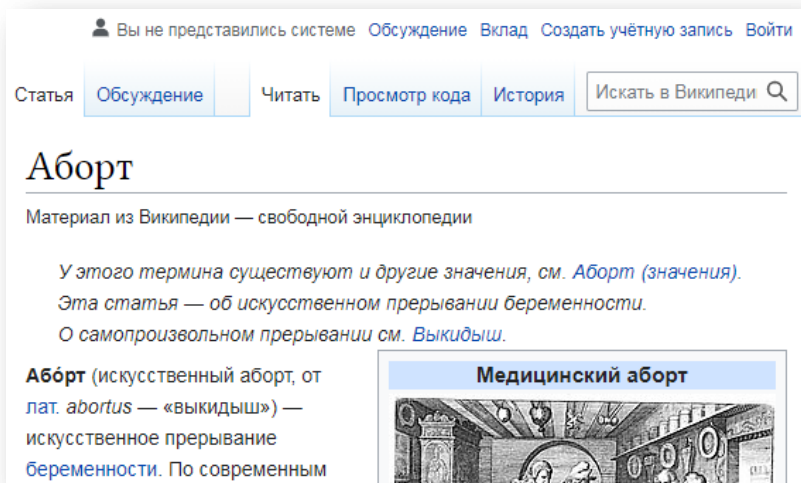 Вы не представились системе Обсуждение Вклад Создать учётную запись Войти
Статья Обсуждение Читать Просмотр кода История Искать в Википеди
Аборт
Материал из Википедии — свободной энциклопедии
У этого термина существуют и другие значения, см. Аборт (значения).
Эта статья — об искусственном прерывании беременности.
О самопроизвольном прерывании см. Выкидыш.
Або́рт (искусственный аборт, от
лат. abortus — «выкидыш») —
искусственное прерывание
беременности. По современным
Медицинский аборт